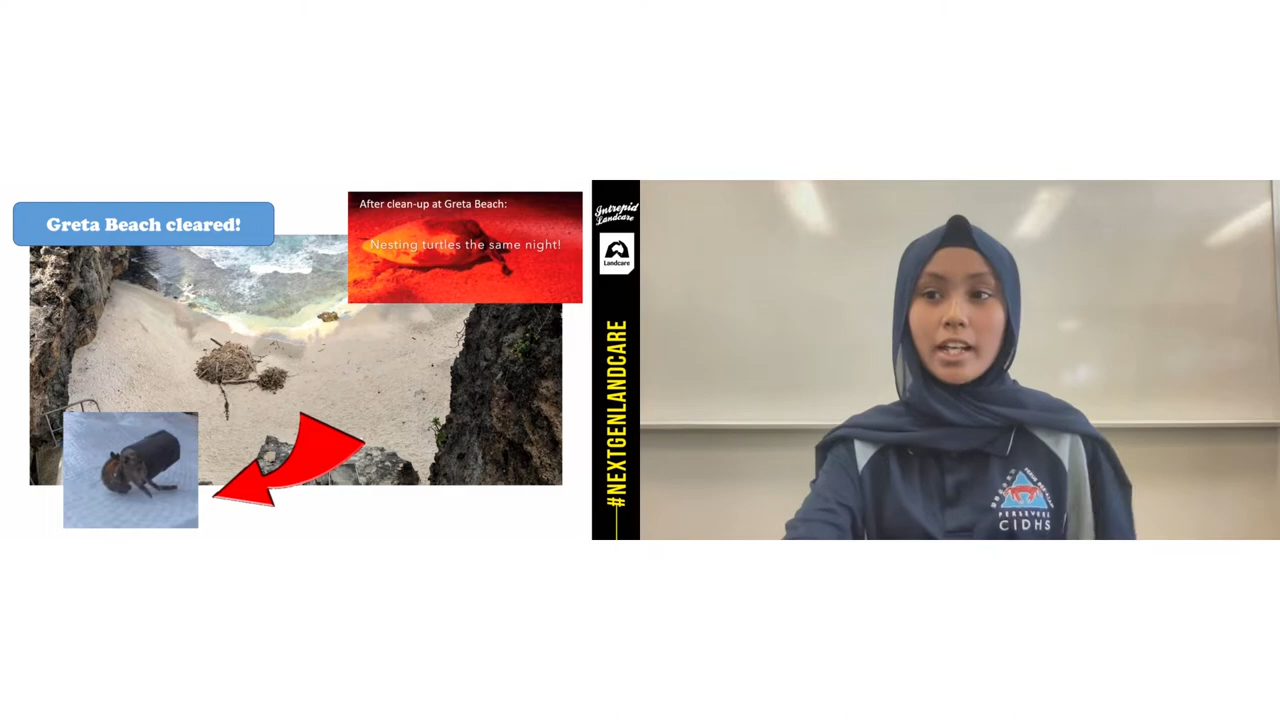 Greta Beach cleared!
After clean-up at Greta Beach:
Nesting turtles the same night!
Intrepid
Landcare
Landcare
#NEXTGENLANDCARE
PERSEVERE
CIDHS